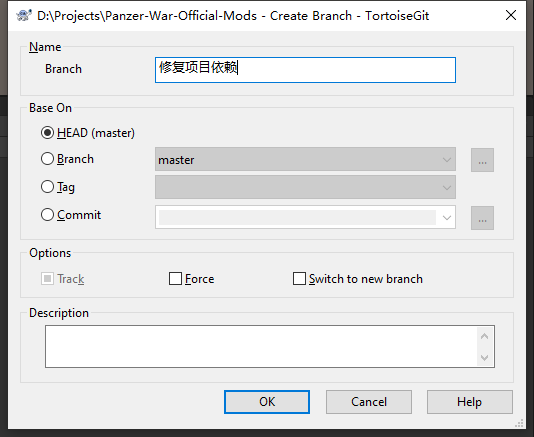 D:\Projects\Panzer-War-Official-Mods - Create Branch - TortoiseGit
Name
Branch
修复项目依赖
Base On
HEAD (master)
Branch
master
...
Tag
Commit
...
Options
Track
Force
Switch to new branch
Description
OK
Cancel
Help